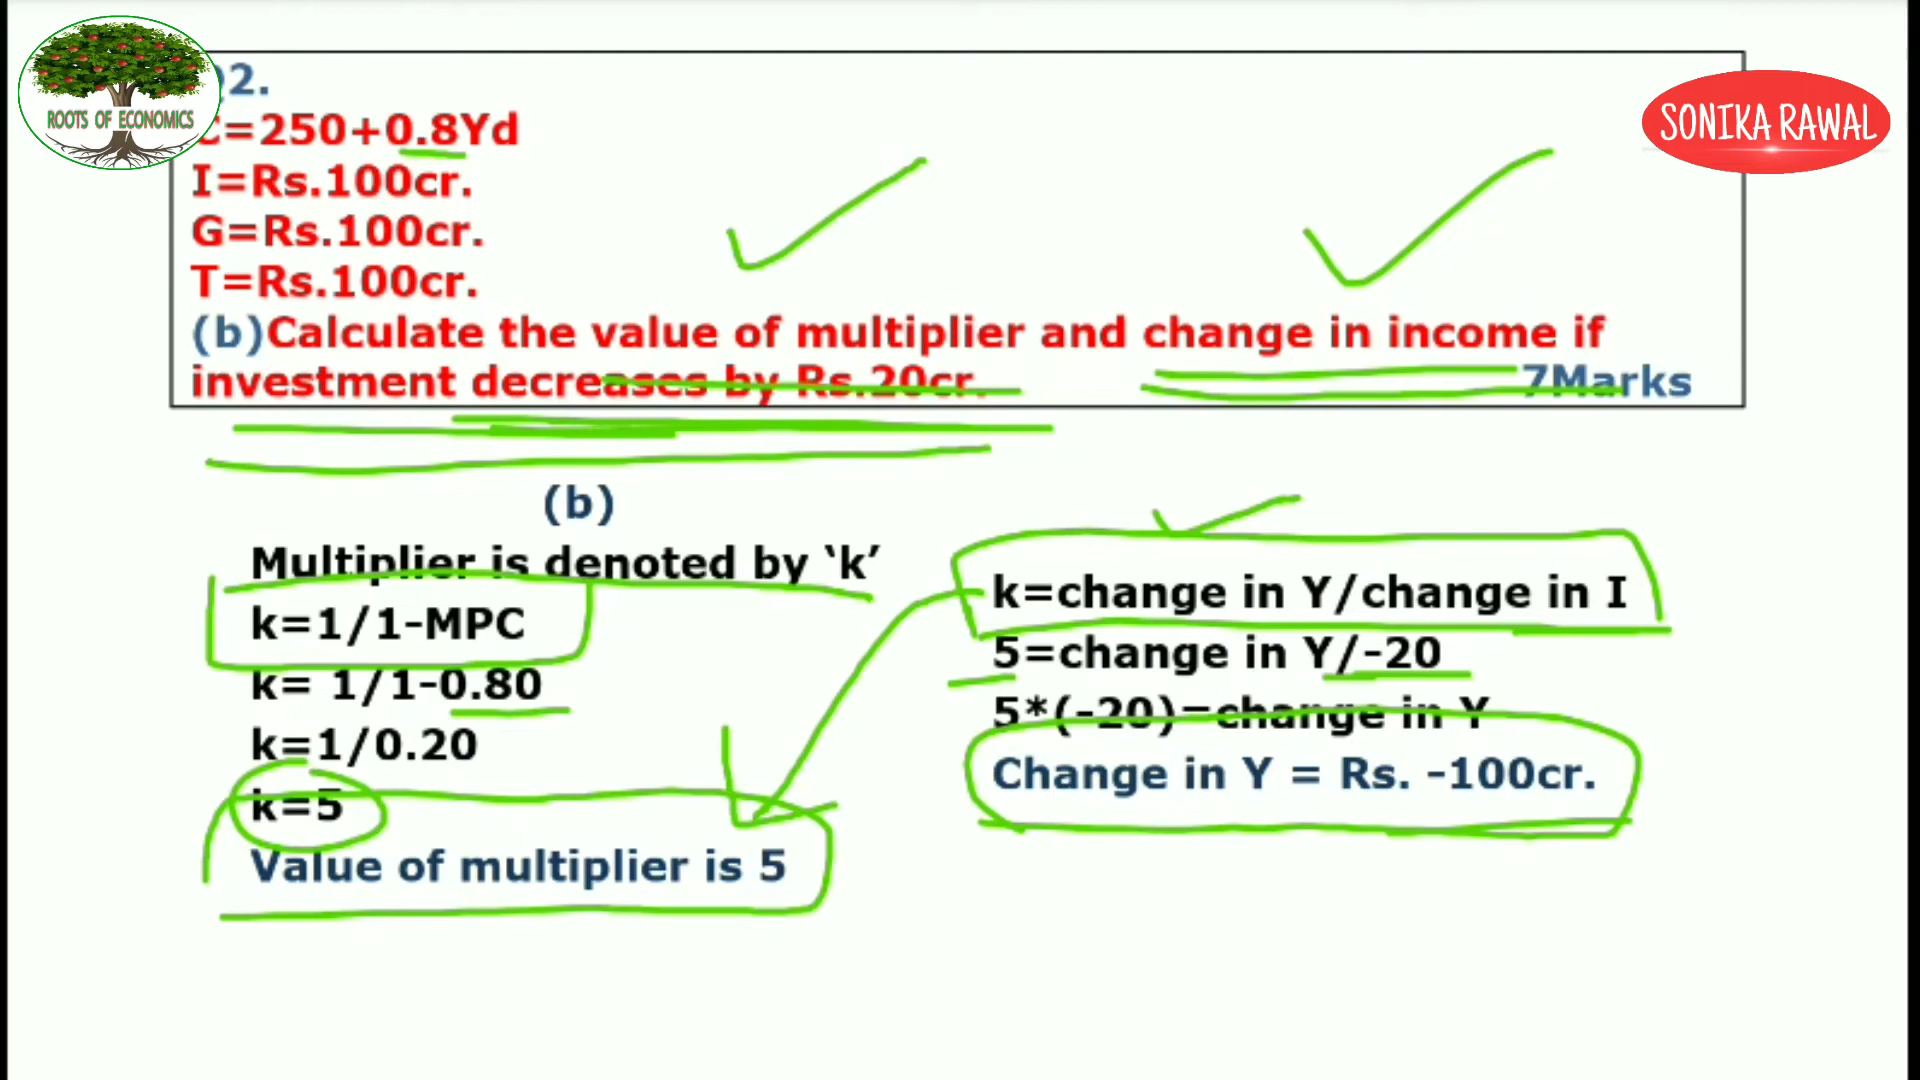 ROOTS OF ECONOMICS
SONIKA RAWAL
2.
C=250+0.8Yd
I=Rs.100cr.
G=Rs.100cr.
T=Rs.100cr.
(b)Calculate the value of multiplier and change in income if
investment decreases by Rs.20cr. 7Marks
(b)
Multiplier is denoted by ‘k’
k=1/1-MPC
k= 1/1-0.80
k=1/0.20
k=5
Value of multiplier is 5
k=change in Y/change in I
5=change in Y/-20
5*(-20)=change in Y
Change in Y = Rs. -100cr.